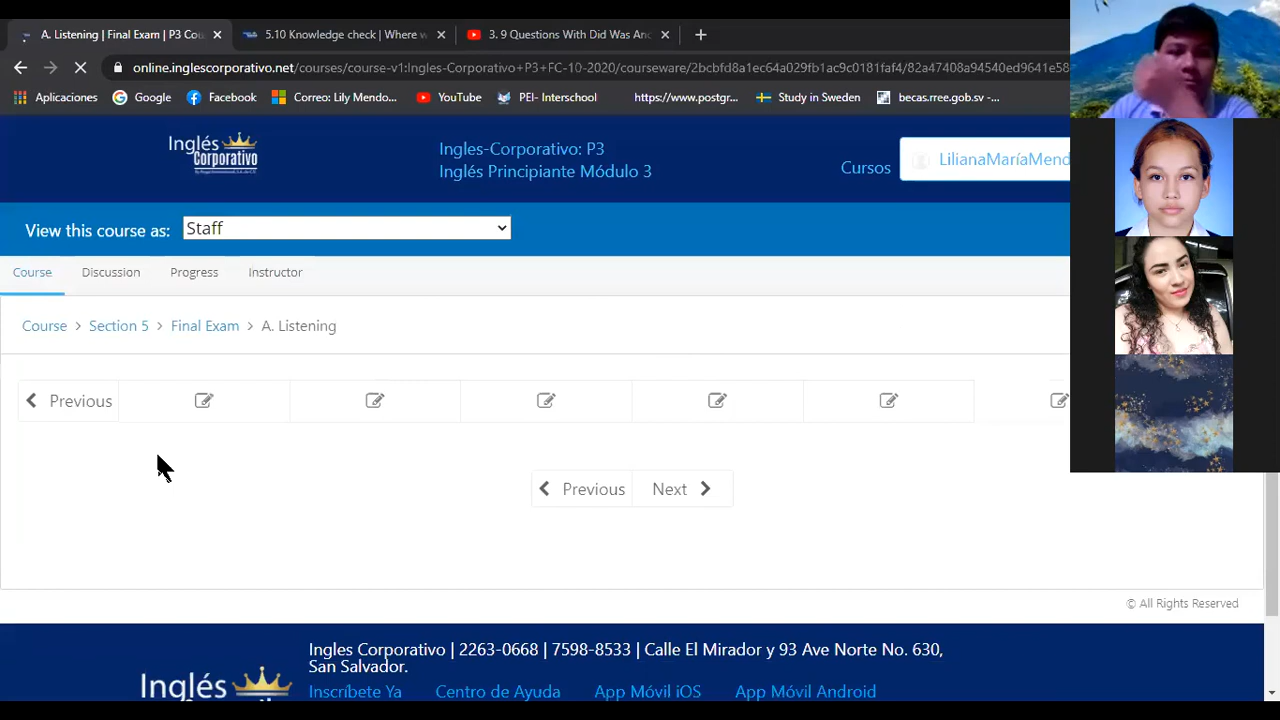 A. Listening | Final Exam | P3 Cou
5.10 Knowledge check | Where w
3. 9 Questions With Did Was And
online.inglescorporativo.net/courses/course-v1:Ingles-Corporativo+P3+FC-10-2020/courseware/2bcbfd8a1ec64a029fb1ac9c0181faf4/82a47408a94540ed9641e58
Aplicaciones
Google
Facebook
Correo: Lily Mendo...
YouTube
PEI- Interschool
https://www.postgr...
Study in Sweden
becas.rree.gob.sv –...
Inglés
Corporativo
Ingles-Corporativo: P3
Inglés Principiante Módulo 3
Cursos
LilianaMaríaMend
View this course as:
Staff
Course
Discussion
Progress
Instructor
Course > Section 5 > Final Exam > A. Listening
Previous
Previous
Next
© All Rights Reserved
Ingles Corporativo | 2263-0668 | 7598-8533 | Calle El Mirador y 93 Ave Norte No. 630,
San Salvador.
Inglés
Inscríbete Ya
Centro de Ayuda
App Móvil iOS
App Móvil Android